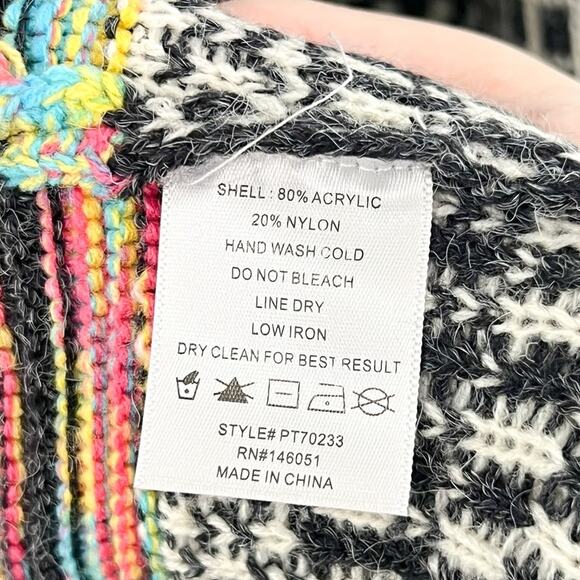 SHELL : 80% ACRYLIC
20% NYLON
HAND WASH COLD
DO NOT BLEACH
LINE DRY
LOW IRON
DRY CLEAN FOR BEST RESULT
STYLE# PT70233
RN#146051
MADE IN CHINA